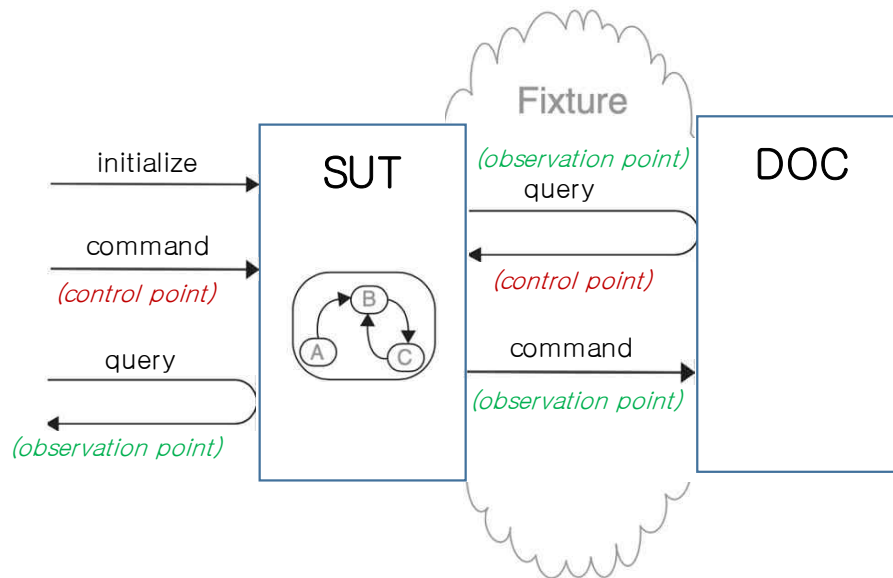 Fixture
SUT
DOC
initialize
command
(control point)
query
(observation point)
(observation point)
query
(control point)
command
(observation point)
A
B
C